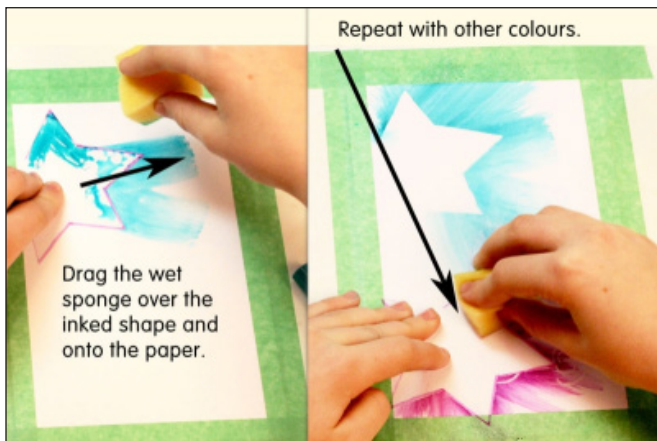 Repeat with other colours.
Drag the wet
sponge over the
inked shape and
onto the paper.